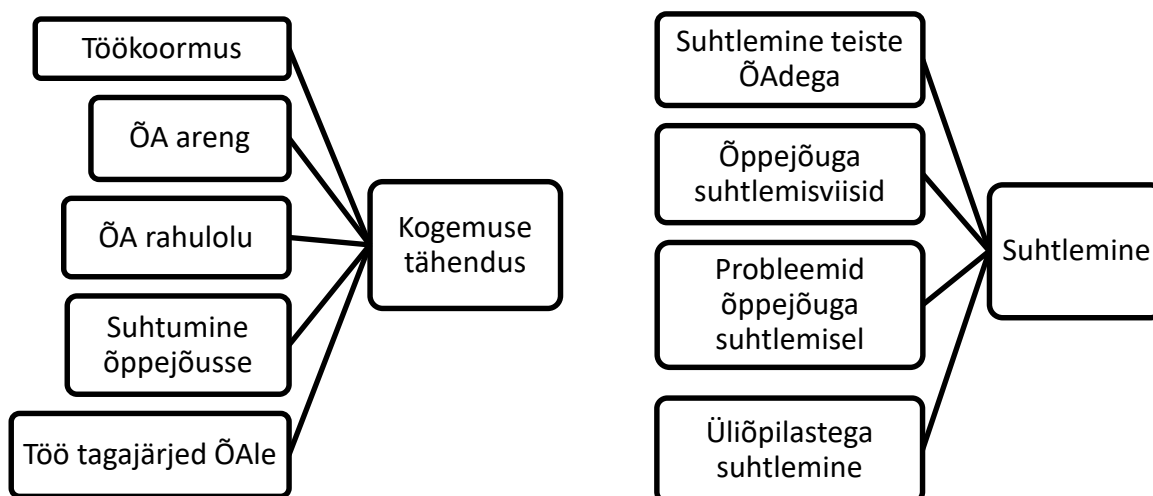 Töökoormus
ÕA areng
ÕA rahulolu
Suhtumine
õppejõusse
Töö tagajärjed ÕAle
Kogemuse
tähendus
Suhtlemine teiste
ÕAdega
Õppejõuga
suhtlemisviisid
Probleemid
õppejõuga
suhtlemisel
Üliõpilastega
suhtlemine
Suhtlemine